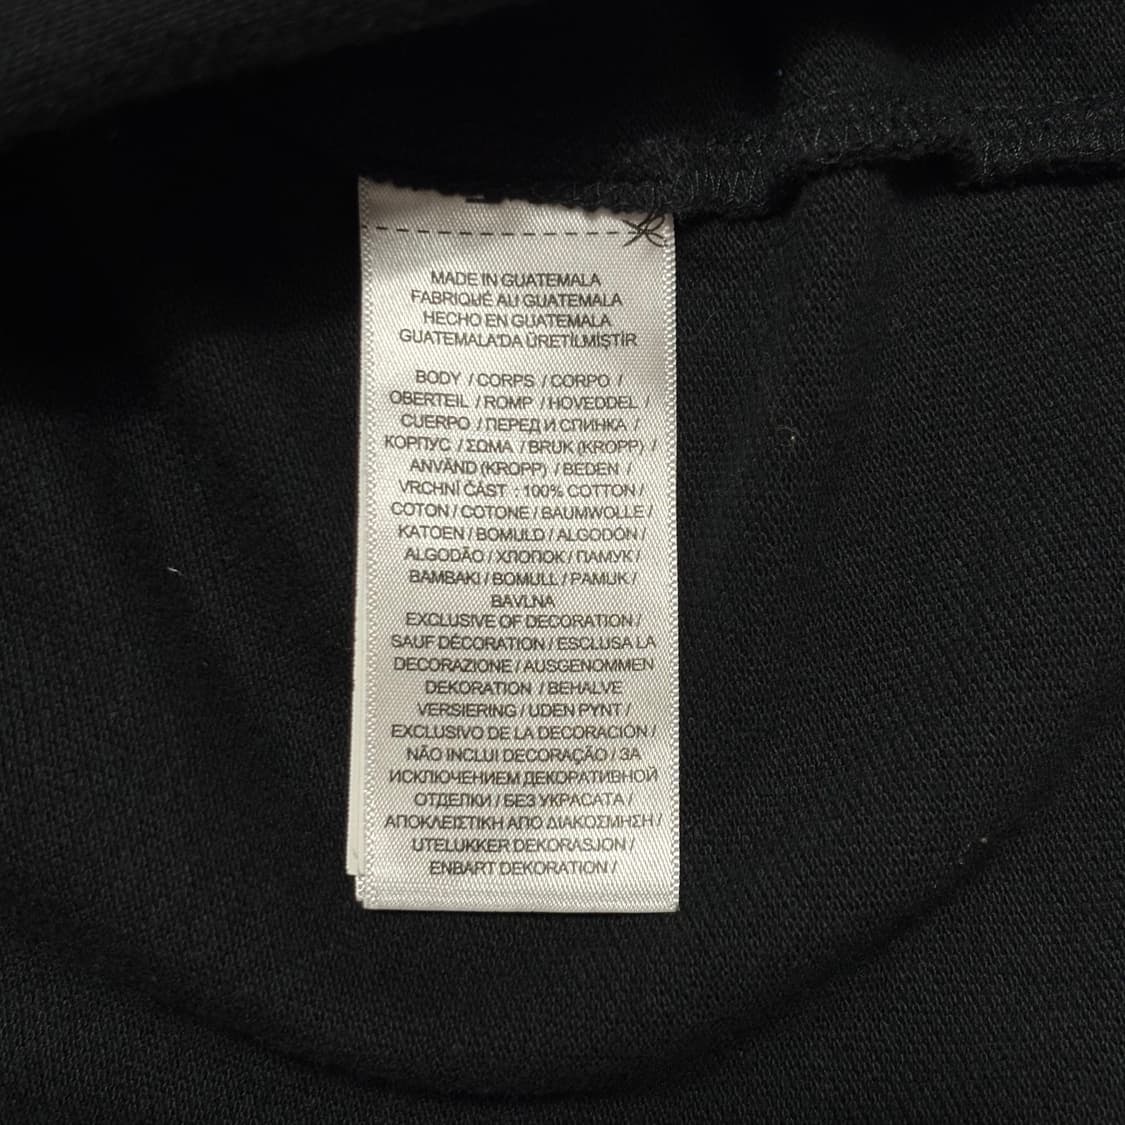 MADE IN GUATEMALA
FABRIQUÉ AU GUATEMALA
HECHO EN GUATEMALA
GUATEMALA'DA ÜRETİLMİŞTİR
BODY / CORPS / CORPO /
OBERTEIL / ROMP / HOVEDDEL /
CUERPO / ПЕРЕД И СПИНКА /
КОРПУС / ΣΩΜΑ / BRUK (KROPP) /
ANVÄND (KROPP) / BEDEN /
VRCHNÍ ČÁST : 100% COTTON /
COTON / COTONE / BAUMWOLLE /
KATOEN / BOMULD / ALGODÓN /
ALGODÃO / ХЛОПОК / ПАМУК /
BAMBAKI / BOMULL / PAMUK /
BAVLNA
EXCLUSIVE OF DECORATION /
SAUF DÉCORATION / ESCLUSA LA
DECORAZIONE / AUSGENOMMEN
DEKORATION / BEHALVE
VERSIERING / UDEN PYNT /
EXCLUSIVO DE LA DECORACIÓN /
NÃO INCLUI DECORAÇÃO / ЗА
ИСКЛЮЧЕНИЕМ ДЕКОРАТИВНОЙ
ОТДЕЛКИ / БЕЗ УКРАСАТА /
ΑΠΟΚΛΕΙΣΤΙΚΗ ΑΠΟ ΔΙΑΚΟΣΜΗΣΗ /
UTELUKKER DEKORASJON /
ENBART DEKORATION /